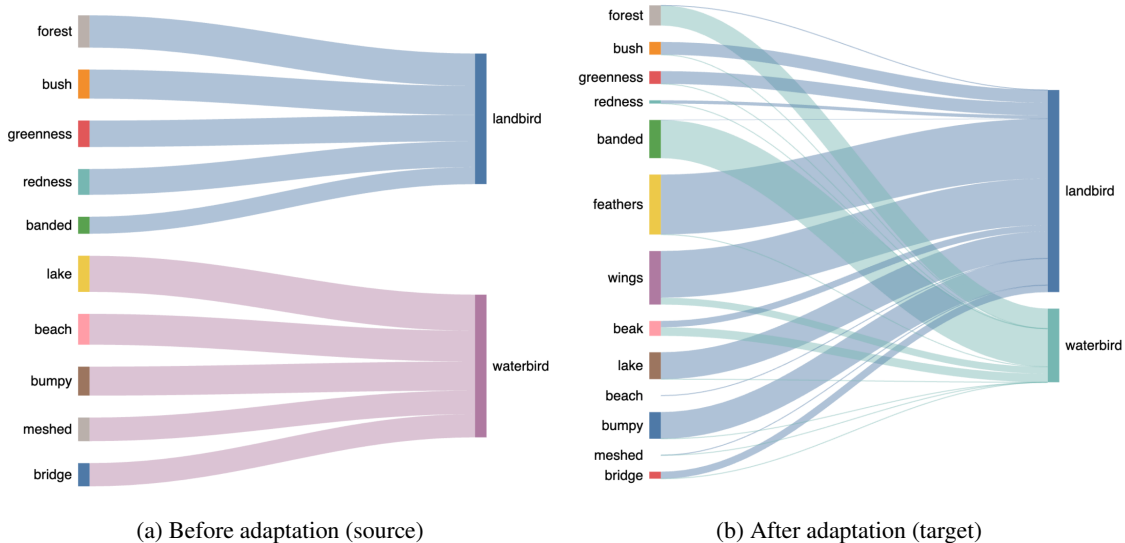 forest
bush
greenness
redness
banded
lake
beach
bumpy
meshed
bridge
landbird
waterbird
(a) Before adaptation (source)
forest
bush
greenness
redness
banded
feathers
wings
beak
lake
beach
bumpy
meshed
bridge
landbird
waterbird
(b) After adaptation (target)